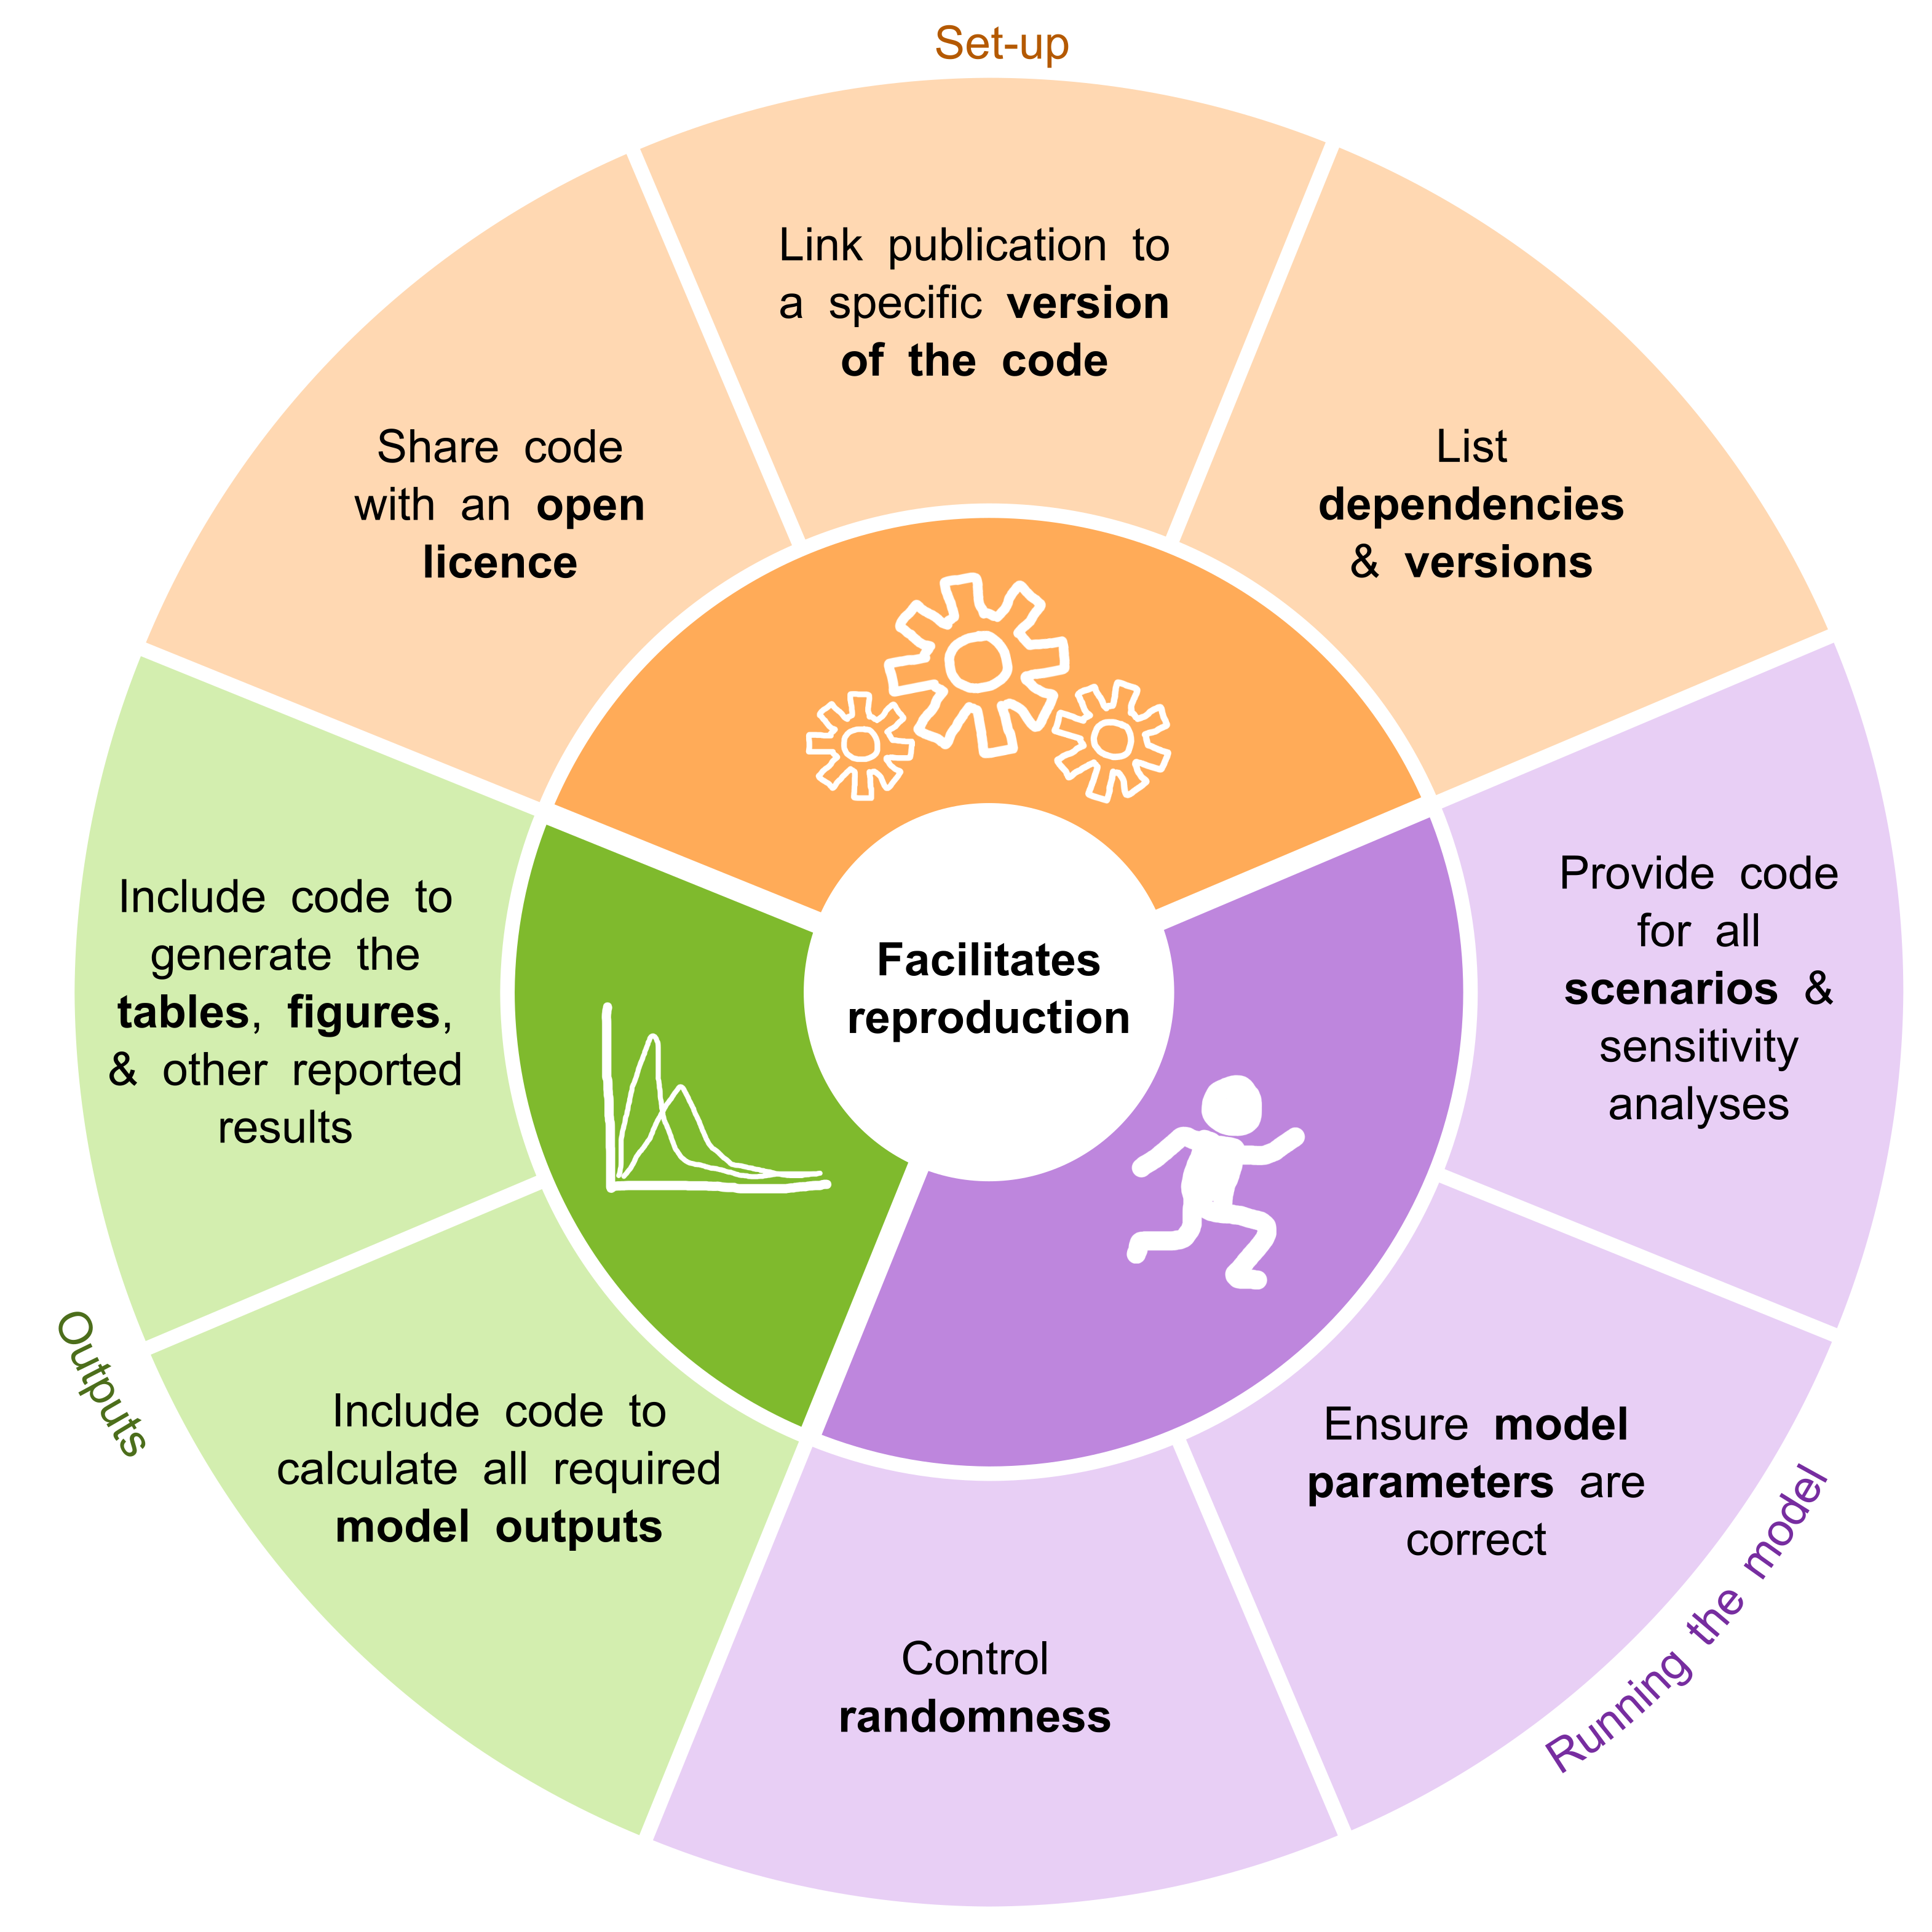 Set-up
Link publication to
a specific version
of the code
List
dependencies
& versions
Share code
with an open
licence
Provide code
for all
scenarios &
sensitivity
analyses
Ensure model
parameters are
correct
Control
randomness
Running the model
Include code to
calculate all required
model outputs
Include code to
generate the
tables, figures,
& other reported
results
Outputs
Facilitates
reproduction